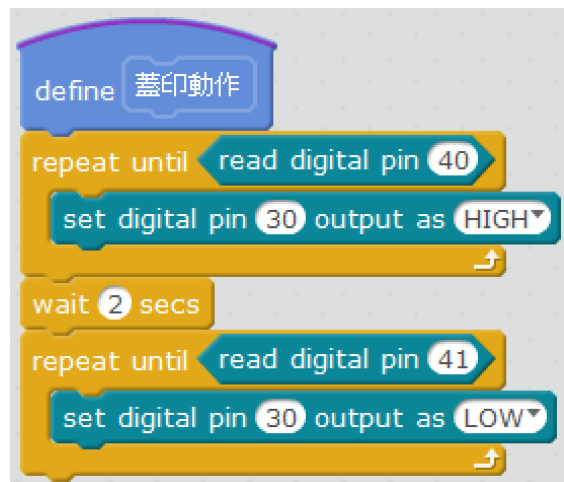 define 蓋印動作
repeat until read digital pin 40
set digital pin 30 output as HIGH
wait 2 secs
repeat until read digital pin 41
set digital pin 30 output as LOW